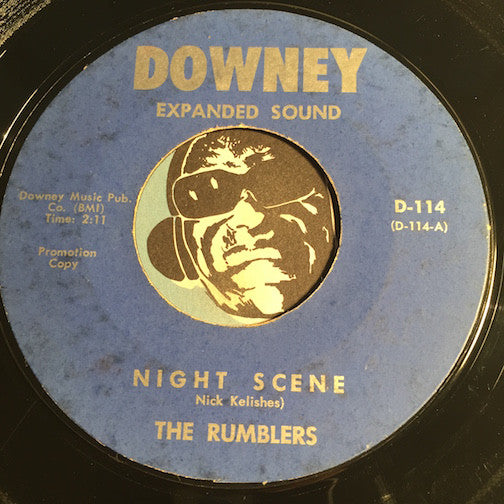 DOWNEY
EXPANDED SOUND
Downey Music Pub.
Co. (BMI)
Time: 2:11
Promotion
Copy
D-114
(D-114-A)
NIGHT SCENE
Nick Kelishes)
THE RUMBLERS